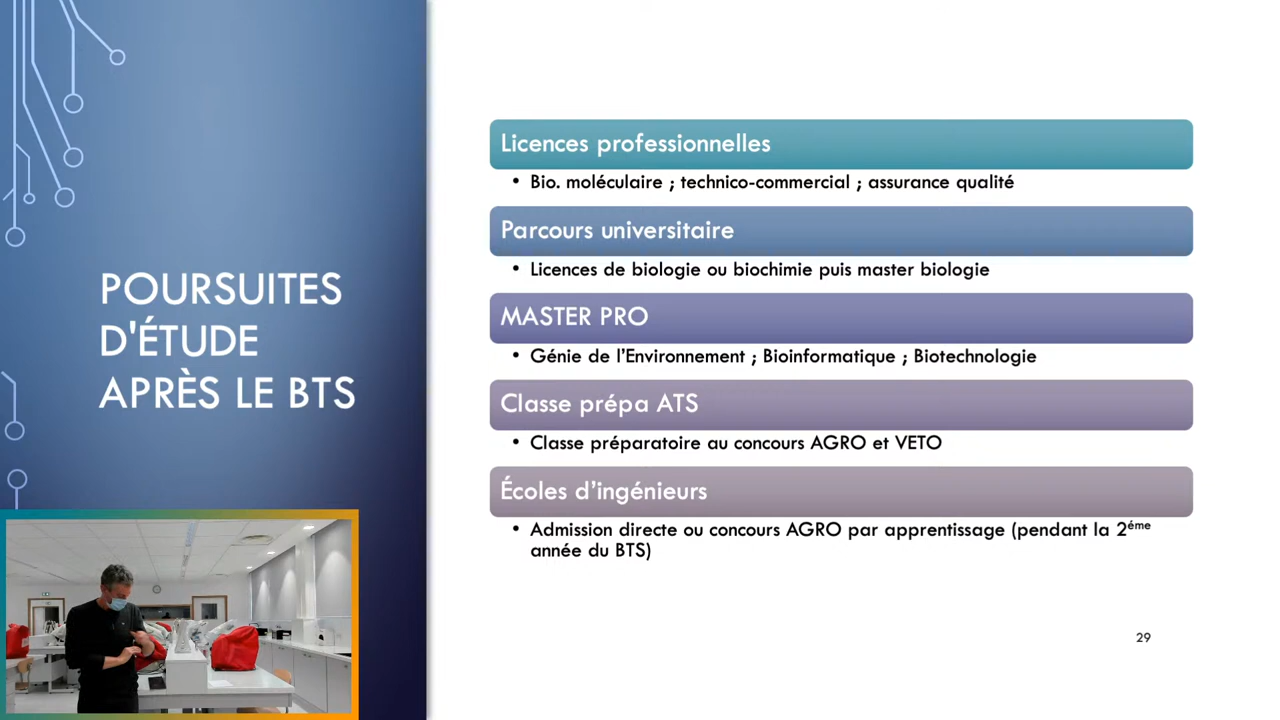 POURSUITES
D'ÉTUDE
APRÈS LE BTS
Licences professionnelles
• Bio. moléculaire ; technico-commercial ; assurance qualité
Parcours universitaire
• Licences de biologie ou biochimie puis master biologie
MASTER PRO
• Génie de l’Environnement ; Bioinformatique ; Biotechnologie
Classe prépa ATS
• Classe préparatoire au concours AGRO et VETO
Écoles d’ingénieurs
• Admission directe ou concours AGRO par apprentissage (pendant la 2éme
année du BTS)
29